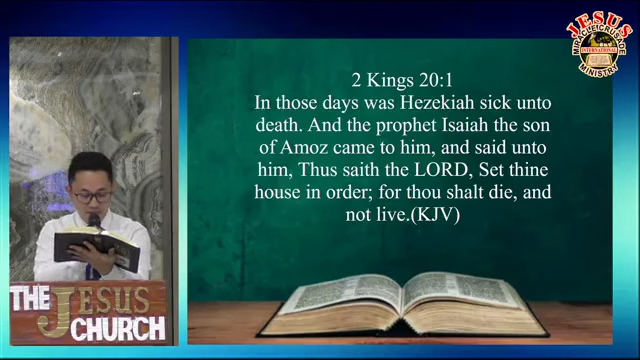 JESUS
MIRACLE CRUSADE
INTERNATIONAL
MINISTRY
2 Kings 20:1
In those days was Hezekiah sick unto
death. And the prophet Isaiah the son
of Amoz came to him, and said unto
him, Thus saith the LORD, Set thine
house in order; for thou shalt die, and
not live.(KJV)
THE JESUS
CHURCH